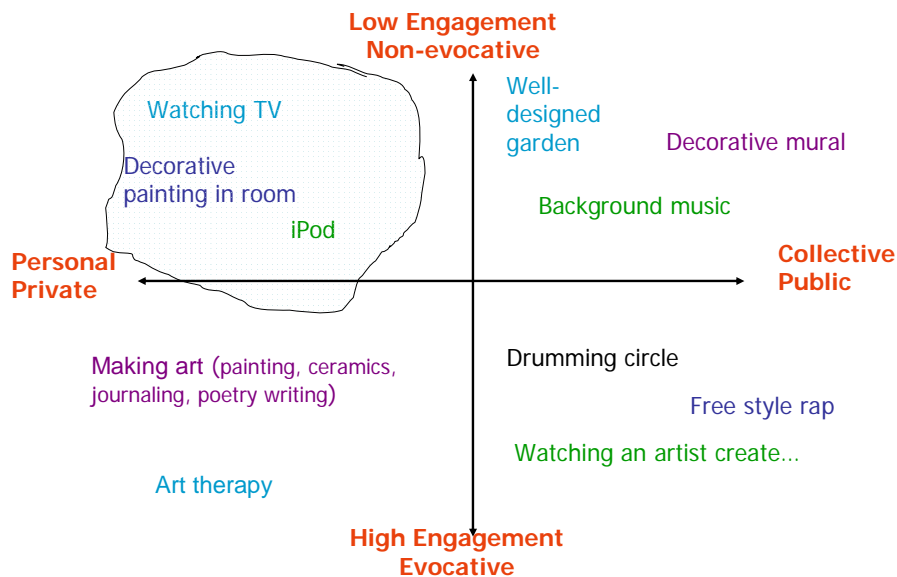 Low Engagement
Non-evocative
Watching TV
Well-
designed
garden
Decorative mural
Decorative
painting in room
Background music
iPod
Personal
Private
Collective
Public
Making art (painting, ceramics,
journaling, poetry writing)
Drumming circle
Free style rap
Watching an artist create...
Art therapy
High Engagement
Evocative